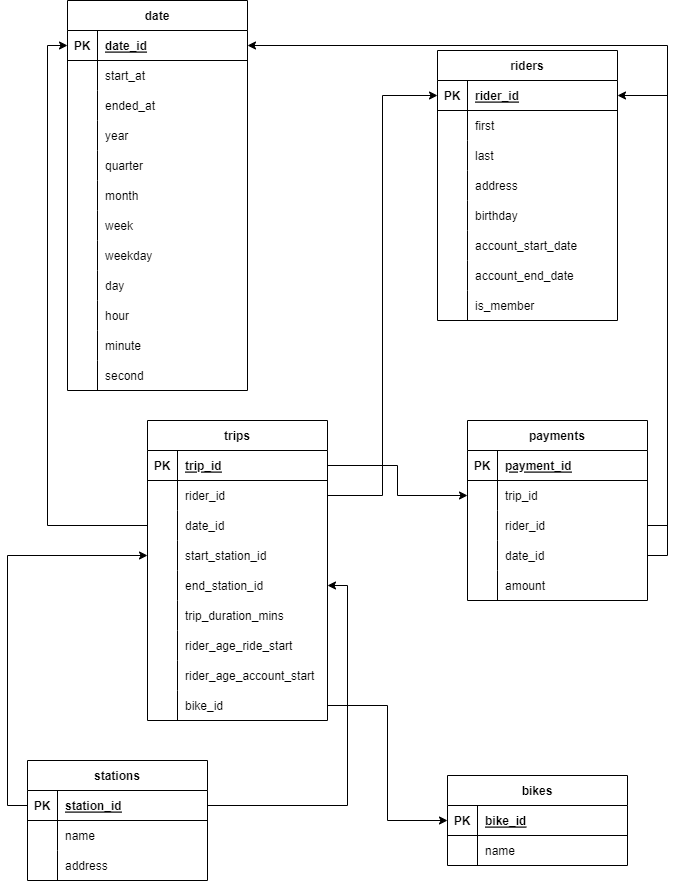 date
PK date_id
start_at
ended_at
year
quarter
month
week
weekday
day
hour
minute
second
riders
PK rider_id
first
last
address
birthday
account_start_date
account_end_date
is_member
trips
PK trip_id
rider_id
date_id
start_station_id
end_station_id
trip_duration_mins
rider_age_ride_start
rider_age_account_start
bike_id
payments
PK payment_id
trip_id
rider_id
date_id
amount
stations
PK station_id
name
address
bikes
PK bike_id
name